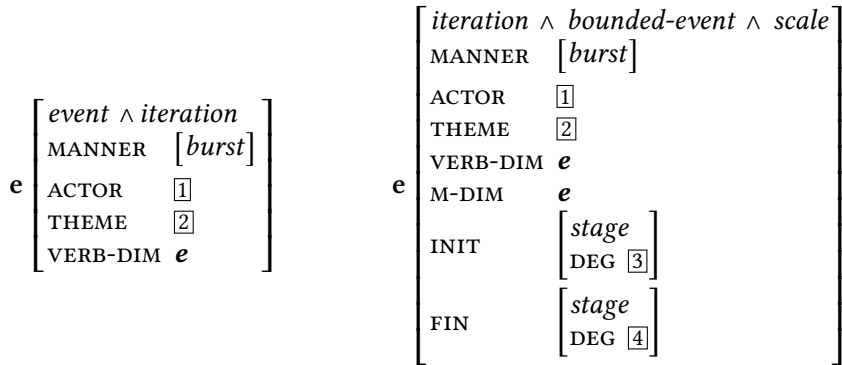 e
event ∧ iteration
MANNER [burst]
ACTOR 1
THEME 2
VERB-DIM e
e
iteration ∧ bounded-event ∧ scale
MANNER [burst]
ACTOR 1
THEME 2
VERB-DIM e
M-DIM e
INIT [stage
DEG 3]
FIN [stage
DEG 4]